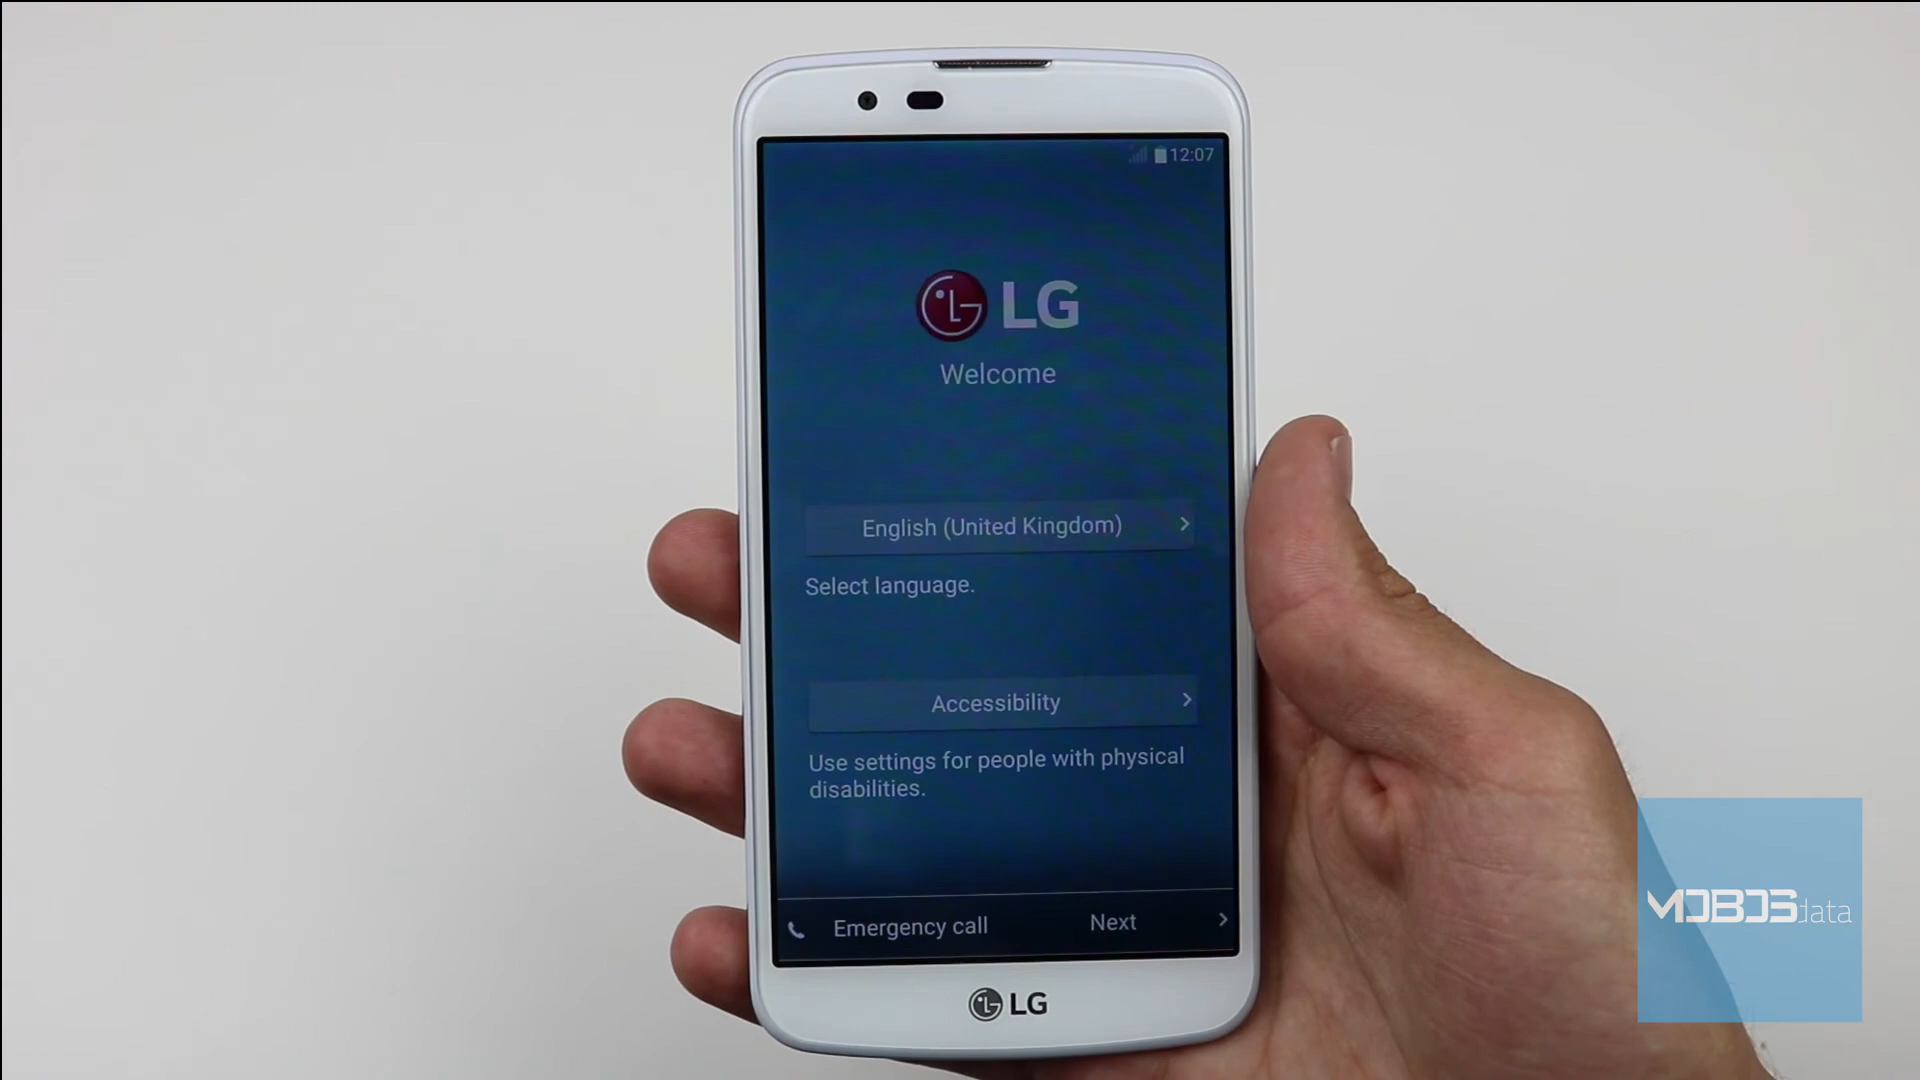 12:07
LG
Welcome
English (United Kingdom)
Select language.
Accessibility
Use settings for people with physical
disabilities.
Emergency call
Next
LG
MOBOSdata